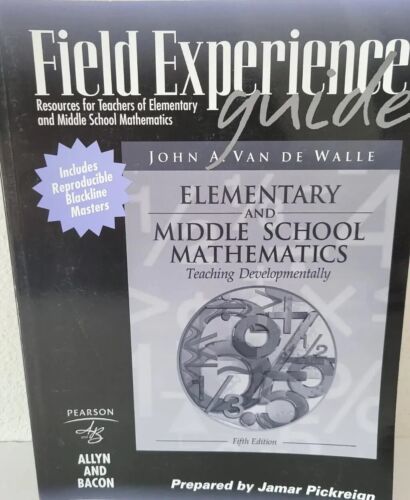 Field Experience
guide
Resources for Teachers of Elementary
and Middle School Mathematics
Includes
Reproducible
Blackline
Masters
JOHN A. VAN DE WALLE
ELEMENTARY
AND
MIDDLE SCHOOL
MATHEMATICS
Teaching Developmentally
Fifth Edition
PEARSON
AB
ALLYN
AND
BACON
Prepared by Jamar Pickreign